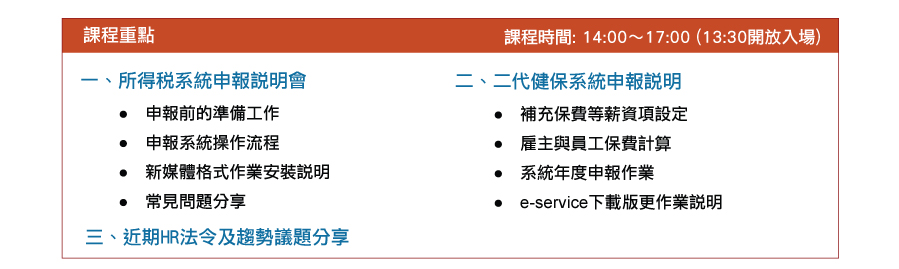 課程重點
課程時間: 14:00～17:00 (13:30開放入場)
一、所得税系統申報説明會
● 申報前的準備工作
● 申報系統操作流程
● 新媒體格式作業安裝説明
● 常見問題分享
二、二代健保系統申報説明
● 補充保費等薪資項設定
● 雇主與員工保費計算
● 系統年度申報作業
● e-service下載版更作業説明
三、近期HR法令及趨勢議題分享